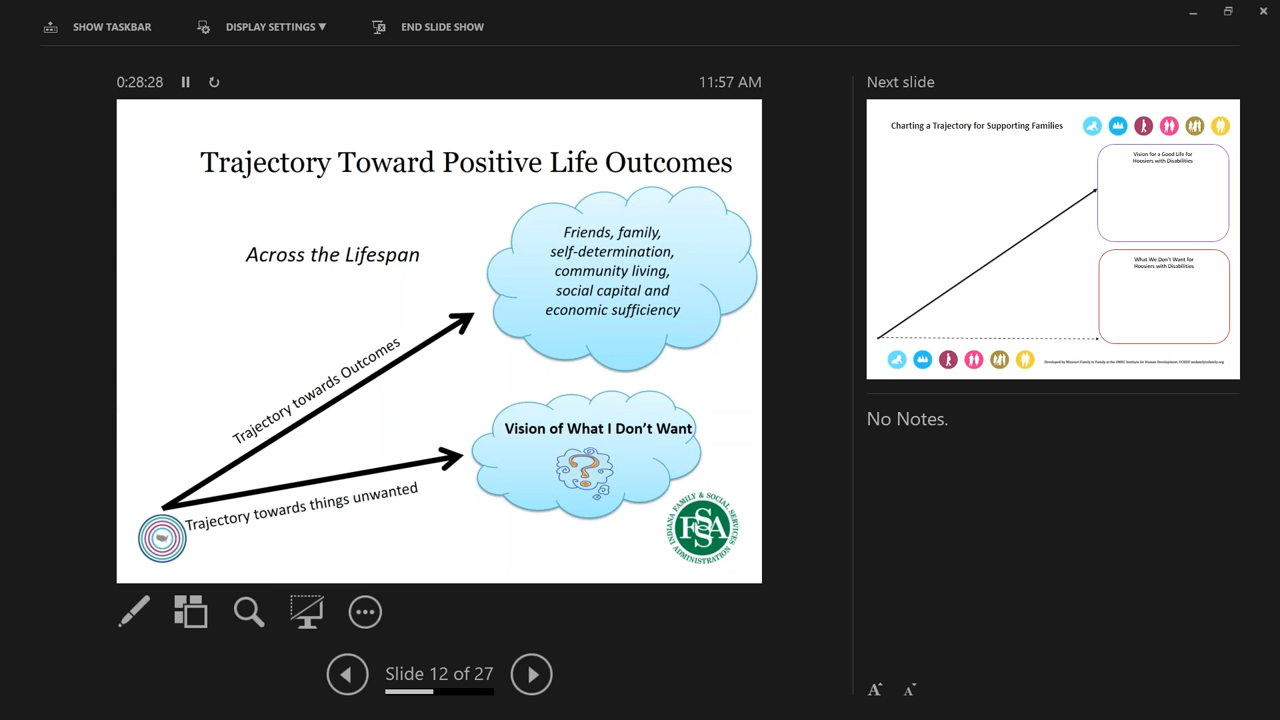 SHOW TASKBAR
DISPLAY SETTINGS ▼
END SLIDE SHOW
0:28:28
11:57 AM
Trajectory Toward Positive Life Outcomes
Across the Lifespan
Friends, family,
self-determination,
community living,
social capital and
economic sufficiency
Trajectory towards Outcomes
Vision of What I Don't Want
?
Trajectory towards things unwanted
INDIANA FAMILY & SOCIAL SERVICES
ADMINISTRATION
FSSA
Slide 12 of 27
Next slide
Charting a Trajectory for Supporting Families
Vision for a Good Life for
Hoosiers with Disabilities
What We Don't Want for
Hoosiers with Disabilities
No Notes.
A A